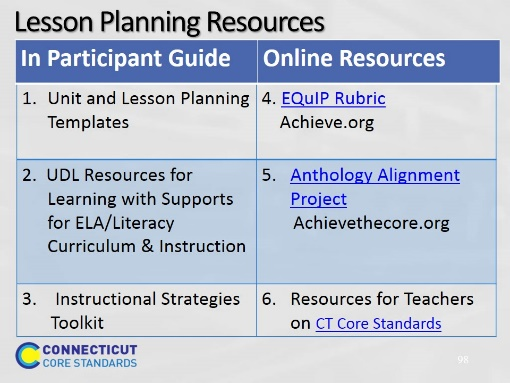 Lesson Planning Resources
In Participant Guide
Online Resources
1. Unit and Lesson Planning
Templates
4. EQuIP Rubric
Achieve.org
2. UDL Resources for
Learning with Supports
for ELA/Literacy
Curriculum & Instruction
5. Anthology Alignment
Project
Achievethecore.org
3. Instructional Strategies
Toolkit
6. Resources for Teachers
on CT Core Standards
CONNECTICUT
CORE STANDARDS
98